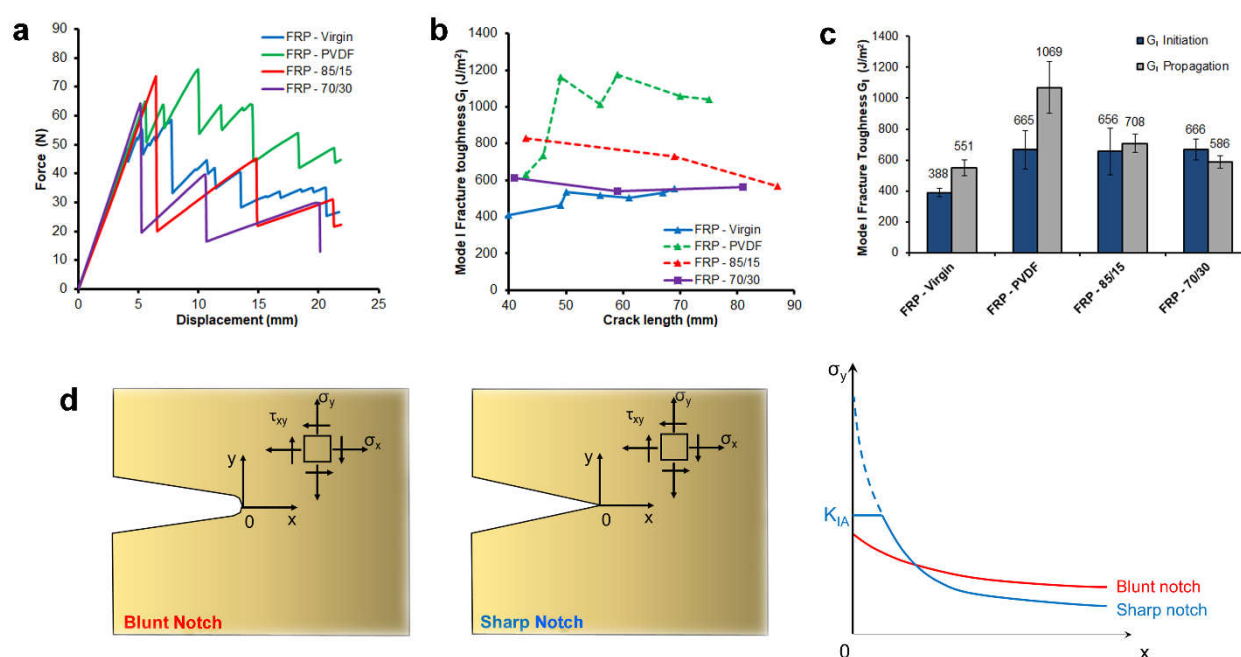 a
FRP - Virgin
FRP - PVDF
FRP - 85/15
FRP - 70/30
Force (N)
90
80
70
60
50
40
30
20
10
0
0 5 10 15 20 25
Displacement (mm)
b
Mode I Fracture toughness G_I (J/m²)
1400
1200
1000
800
600
400
200
0
FRP - Virgin
FRP - PVDF
FRP - 85/15
FRP - 70/30
40 50 60 70 80 90
Crack length (mm)
c
Mode I Fracture Toughness G_I (J/m²)
1400
1200
1000
800
600
400
200
0
G_I Initiation
G_I Propagation
388 551
665 1069
656 708
666 586
FRP - Virgin
FRP - PVDF
FRP - 85/15
FRP - 70/30
d
σy
τxy
σx
y
0 x
Blunt Notch
σy
τxy
σx
y
0 x
Sharp Notch
σy
K_IA
Blunt notch
Sharp notch
0 x